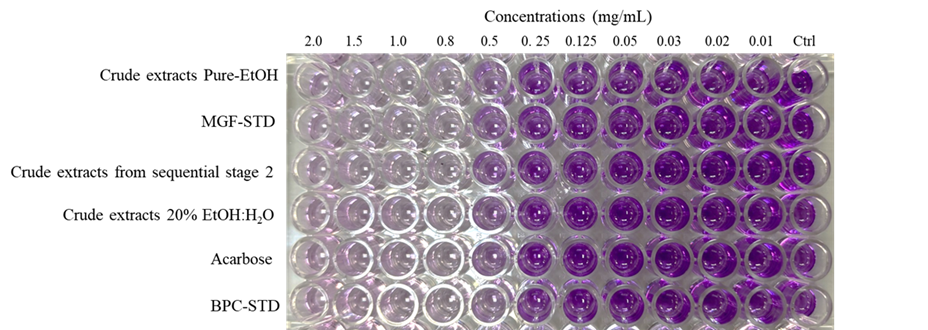 Concentrations (mg/mL)
2.0 1.5 1.0 0.8 0.5 0. 25 0.125 0.05 0.03 0.02 0.01 Ctrl
Crude extracts Pure-EtOH
MGF-STD
Crude extracts from sequential stage 2
Crude extracts 20% EtOH:H₂O
Acarbose
BPC-STD